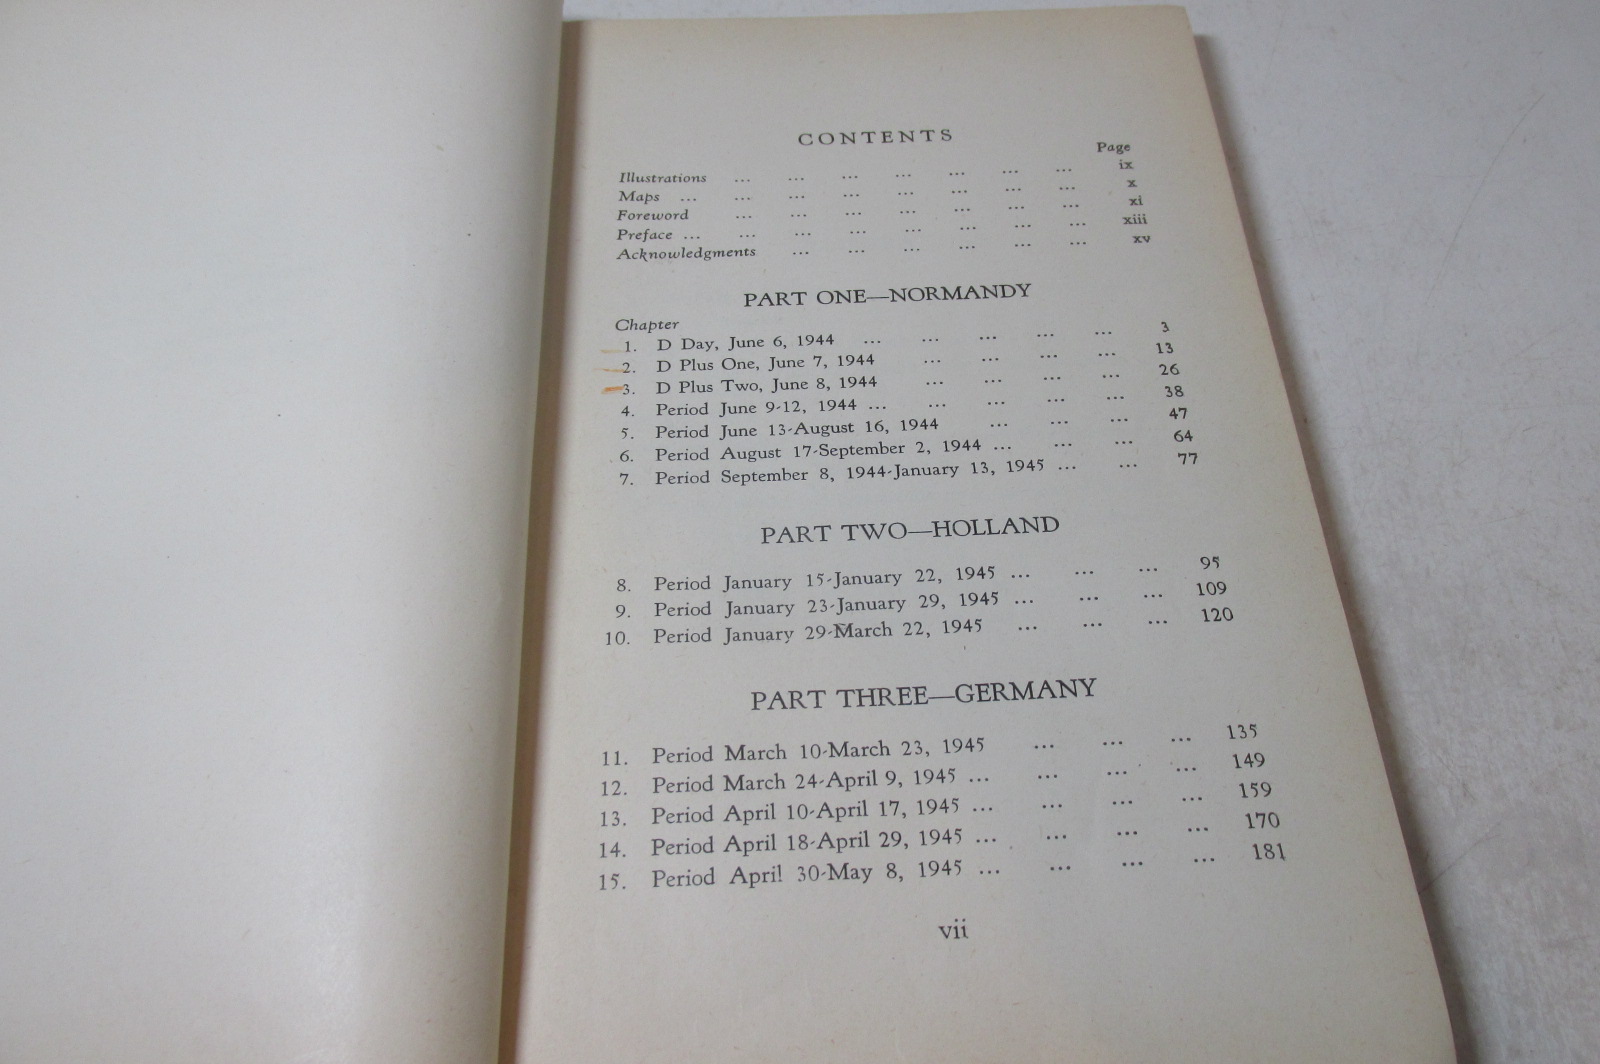 CONTENTS
Page
Illustrations ... ... ... ... ... ... ... ix
Maps ... ... ... ... ... ... ... ... x
Foreword ... ... ... ... ... ... ... xi
Preface ... ... ... ... ... ... ... ... xiii
Acknowledgments ... ... ... ... ... ... xv
PART ONE—NORMANDY
Chapter
1. D Day, June 6, 1944 ... ... ... ... ... 3
2. D Plus One, June 7, 1944 ... ... ... ... 13
3. D Plus Two, June 8, 1944 ... ... ... ... 26
4. Period June 9-12, 1944 ... ... ... ... ... 38
5. Period June 13-August 16, 1944 ... ... ... 47
6. Period August 17-September 2, 1944 ... ... ... 64
7. Period September 8, 1944-January 13, 1945 ... ... 77
PART TWO—HOLLAND
8. Period January 15-January 22, 1945 ... ... ... 95
9. Period January 23-January 29, 1945 ... ... ... 109
10. Period January 29-March 22, 1945 ... ... ... 120
PART THREE—GERMANY
11. Period March 10-March 23, 1945 ... ... ... 135
12. Period March 24-April 9, 1945 ... ... ... ... 149
13. Period April 10-April 17, 1945 ... ... ... ... 159
14. Period April 18-April 29, 1945 ... ... ... ... 170
15. Period April 30-May 8, 1945 ... ... ... ... 181
vii